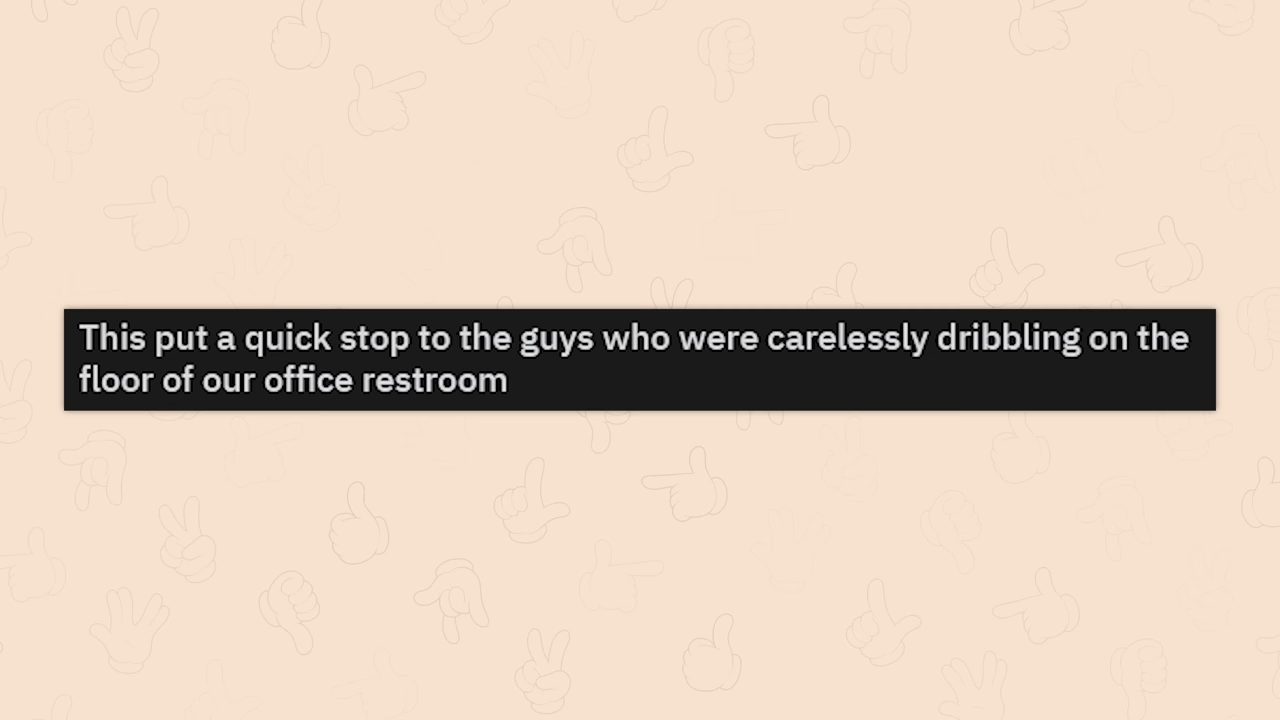 This put a quick stop to the guys who were carelessly dribbling on the
floor of our office restroom